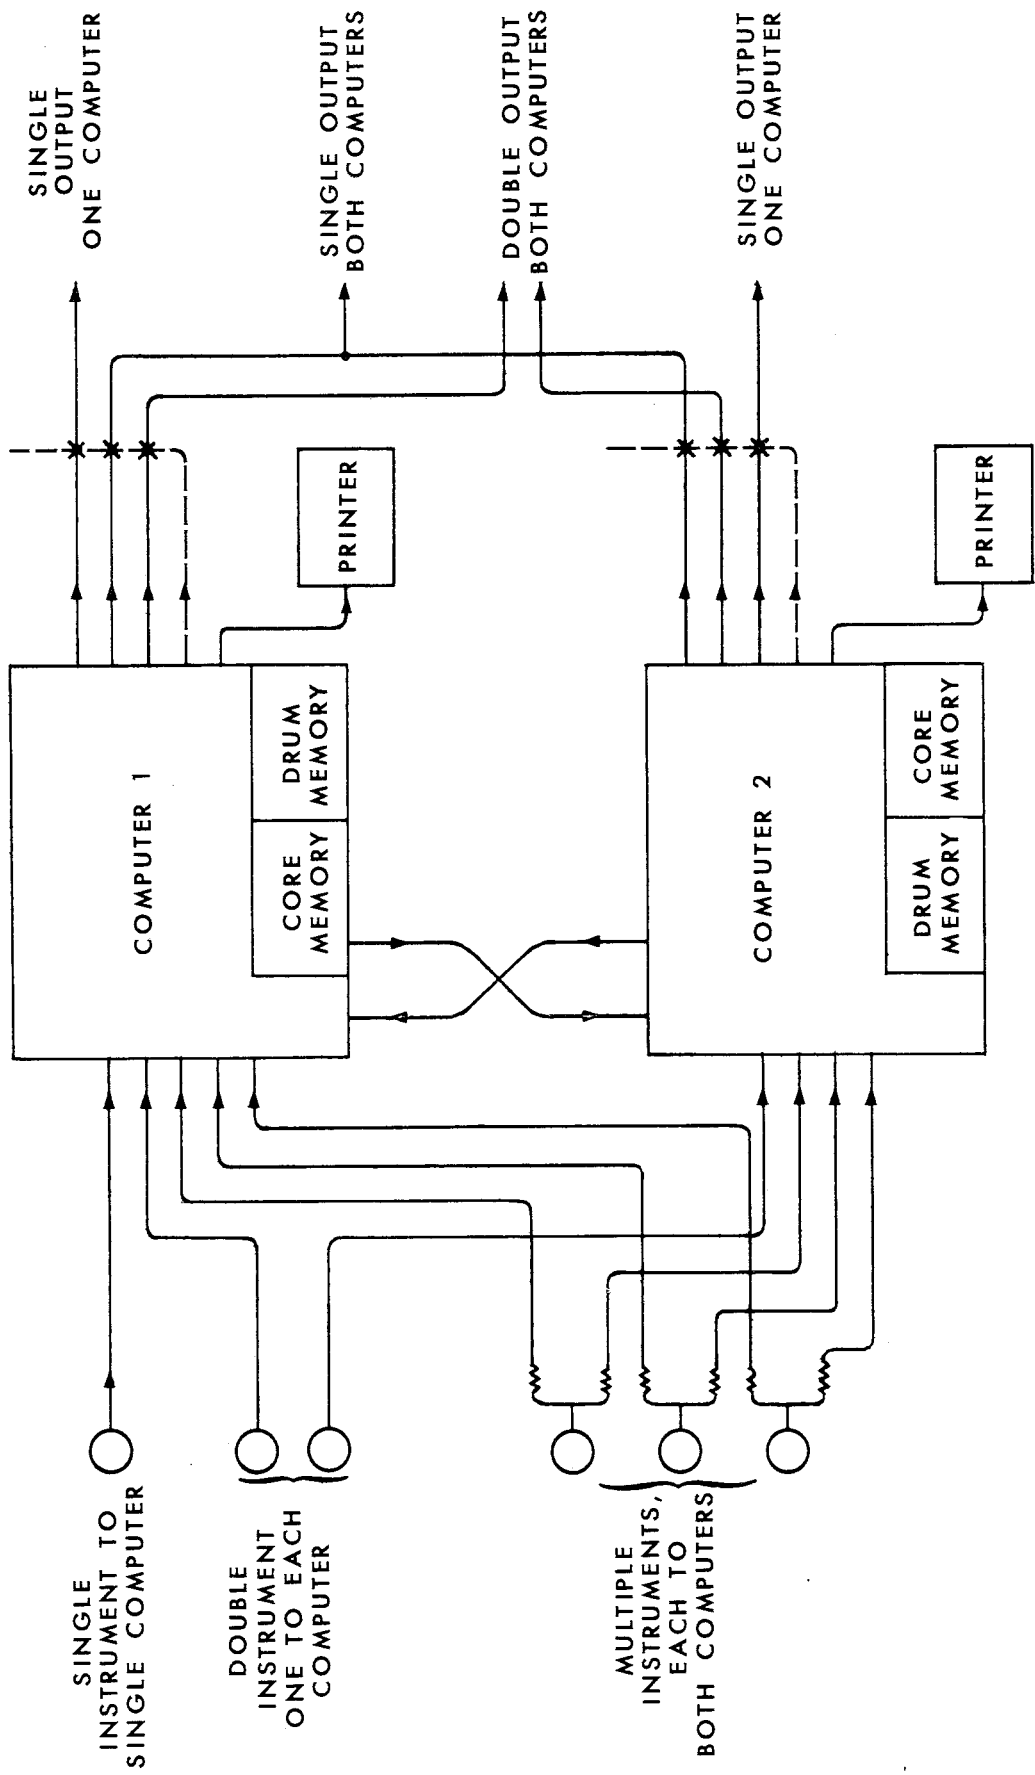 SINGLE
INSTRUMENT TO
SINGLE COMPUTER
DOUBLE
INSTRUMENT
ONE TO EACH
COMPUTER
MULTIPLE
INSTRUMENTS,
EACH TO
BOTH COMPUTERS
COMPUTER 1
CORE
MEMORY
DRUM
MEMORY
PRINTER
COMPUTER 2
DRUM
MEMORY
CORE
MEMORY
PRINTER
SINGLE
OUTPUT
ONE COMPUTER
SINGLE OUTPUT
BOTH COMPUTERS
DOUBLE OUTPUT
BOTH COMPUTERS
SINGLE OUTPUT
ONE COMPUTER